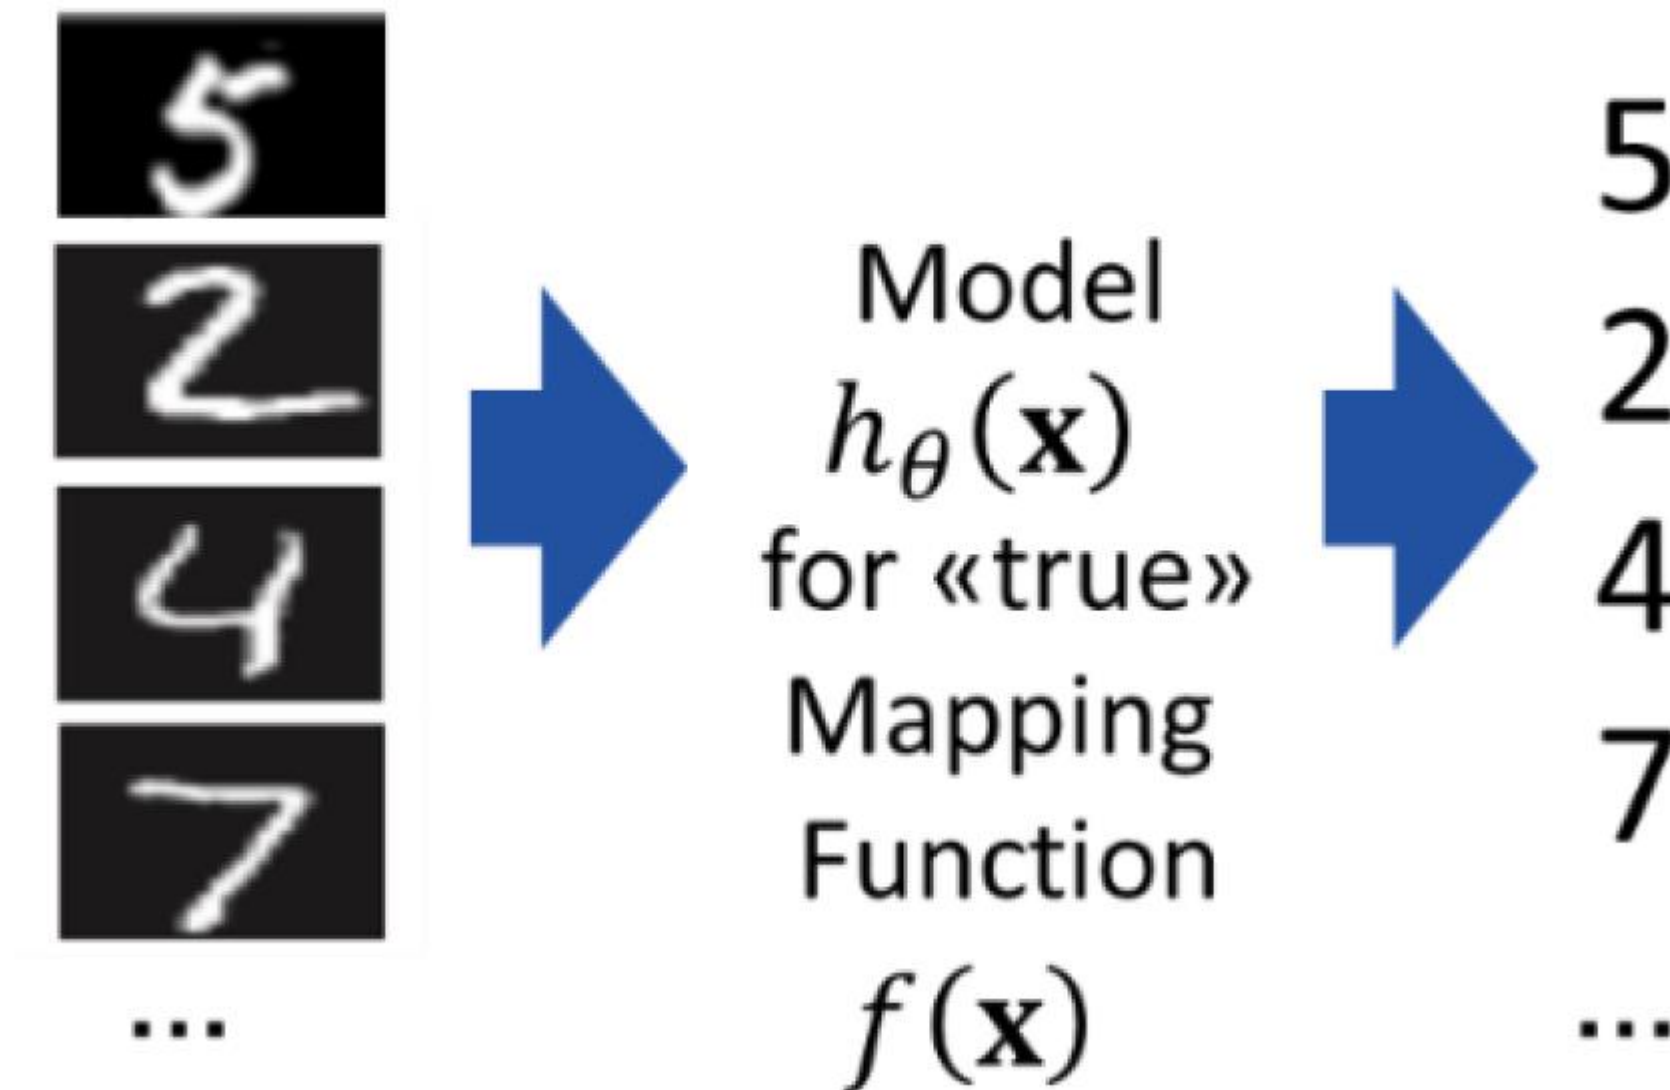 5
2
4
7
...
Model
hθ(x)
for «true»
Mapping
Function
f(x)
5
2
4
7
...